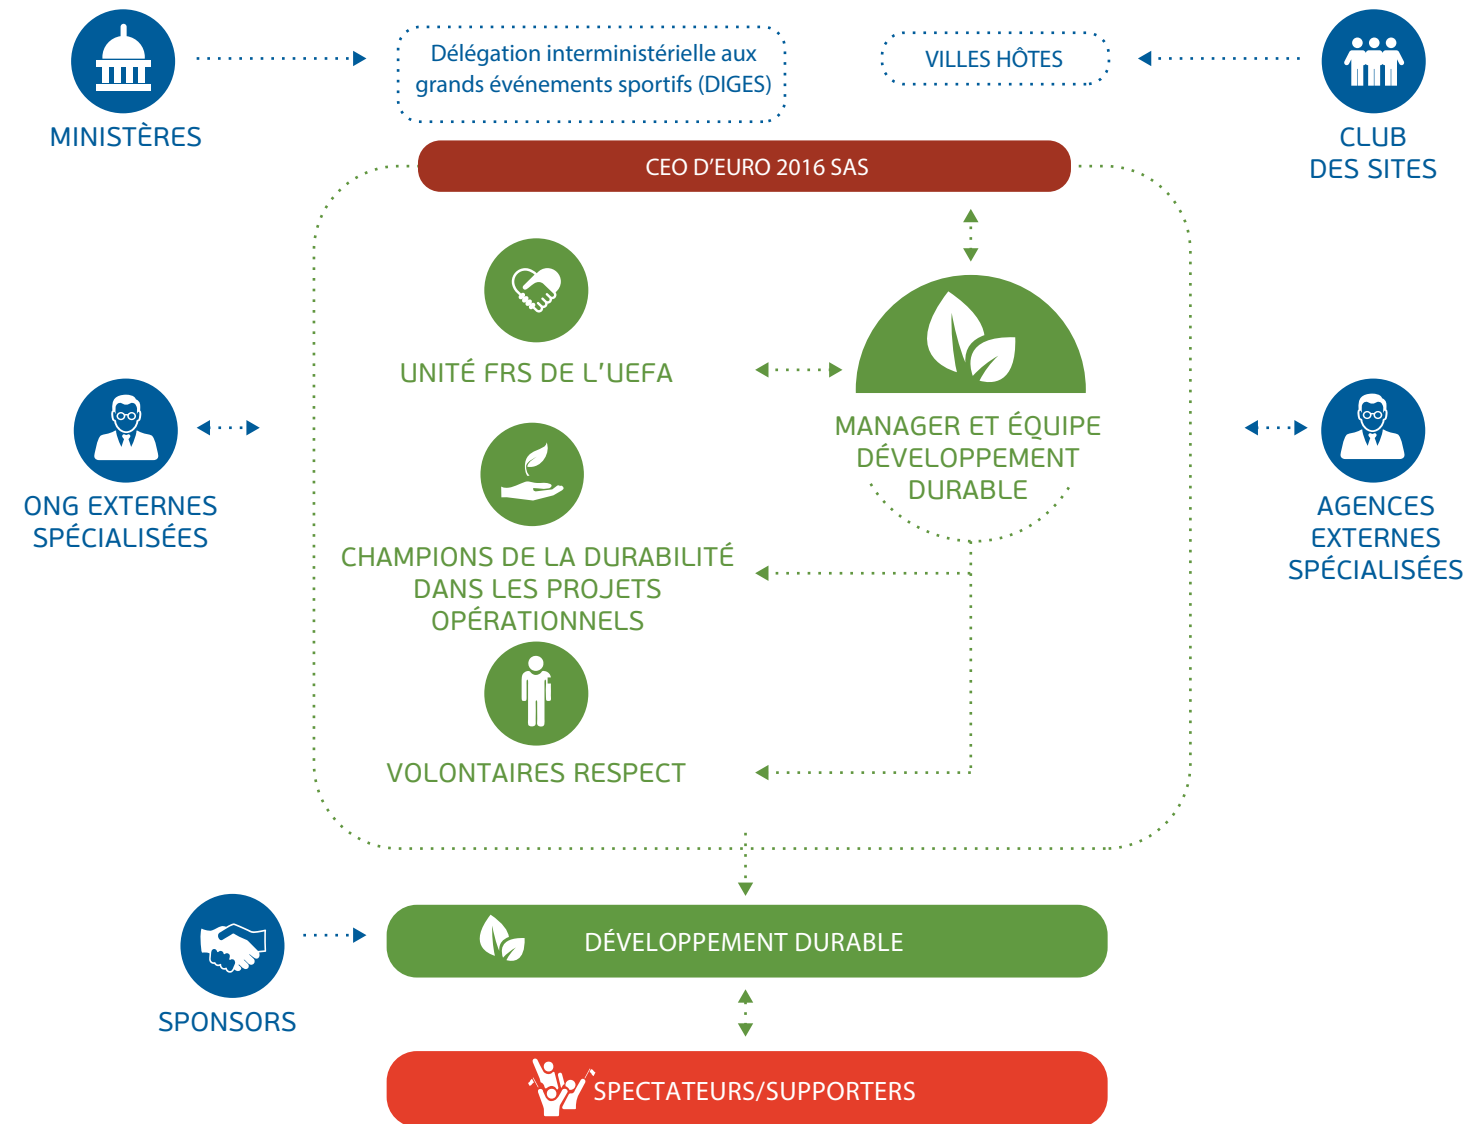 Délégation interministérielle aux
grands événements sportifs (DIGES)
VILLES HÔTES
MINISTÈRES
CLUB
DES SITES
CEO D’EURO 2016 SAS
UNITÉ FRS DE L’UEFA
MANAGER ET ÉQUIPE
DÉVELOPPEMENT
DURABLE
ONG EXTERNES
SPÉCIALISÉES
AGENCES
EXTERNES
SPÉCIALISÉES
CHAMPIONS DE LA DURABILITÉ
DANS LES PROJETS
OPÉRATIONNELS
VOLONTAIRES RESPECT
DÉVELOPPEMENT DURABLE
SPONSORS
SPECTATEURS/SUPPORTERS